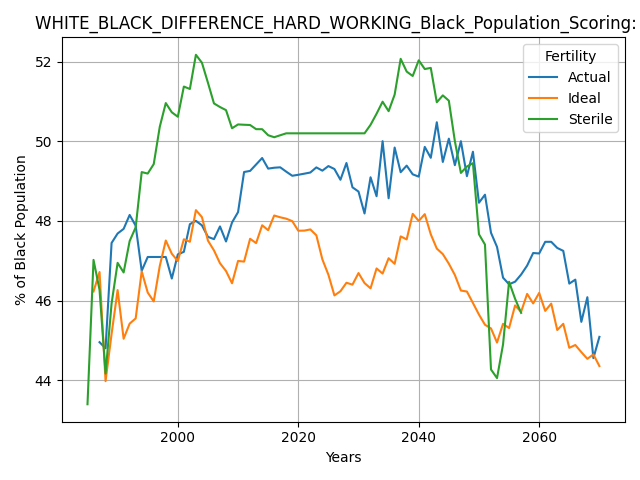 WHITE_BLACK_DIFFERENCE_HARD_WORKING_Black_Population_Scoring:
Fertility
Actual
Ideal
Sterile
52
50
48
46
44
% of Black Population
2000
2020
2040
2060
Years